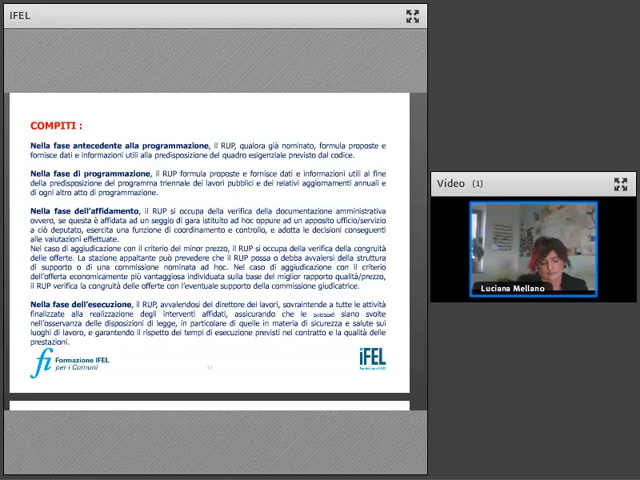 IFEL
COMPITI :
Nella fase antecedente alla programmazione, il RUP, qualora già nominato, formula proposte e
fornisce dati e informazioni utili alla predisposizione del quadro esigenziale previsto dal codice.
Nella fase di programmazione, il RUP formula proposte e fornisce dati e informazioni utili al fine
della predisposizione del programma triennale dei lavori pubblici e dei relativi aggiornamenti annuali e
di ogni altro atto di programmazione.
Nella fase dell'affidamento, il RUP si occupa della verifica della documentazione amministrativa
ovvero, se questa è affidata ad un seggio di gara istituito ad hoc oppure ad un apposito ufficio/servizio
a ciò deputato, esercita una funzione di coordinamento e controllo, e adotta le decisioni conseguenti
alle valutazioni effettuate.
Nel caso di aggiudicazione con il criterio del minor prezzo, il RUP si occupa della verifica della congruità
delle offerte. La stazione appaltante può prevedere che il RUP possa o debba avvalersi della struttura
di supporto o di una commissione nominata ad hoc. Nel caso di aggiudicazione con il criterio
dell'offerta economicamente più vantaggiosa individuata sulla base del miglior rapporto qualità/prezzo,
il RUP verifica la congruità delle offerte con l'eventuale supporto della commissione giudicatrice.
Nella fase dell'esecuzione, il RUP, avvalendosi del direttore dei lavori, sovraintende a tutte le attività
finalizzate alla realizzazione degli interventi affidati, assicurando che le stesse siano svolte
nell'osservanza delle disposizioni di legge, in particolare di quelle in materia di sicurezza e salute sui
luoghi di lavoro, e garantendo il rispetto dei tempi di esecuzione previsti nel contratto e la qualità delle
prestazioni.
Formazione IFEL
per i Comuni
iFEL
Video (1)
Luciana Mellano